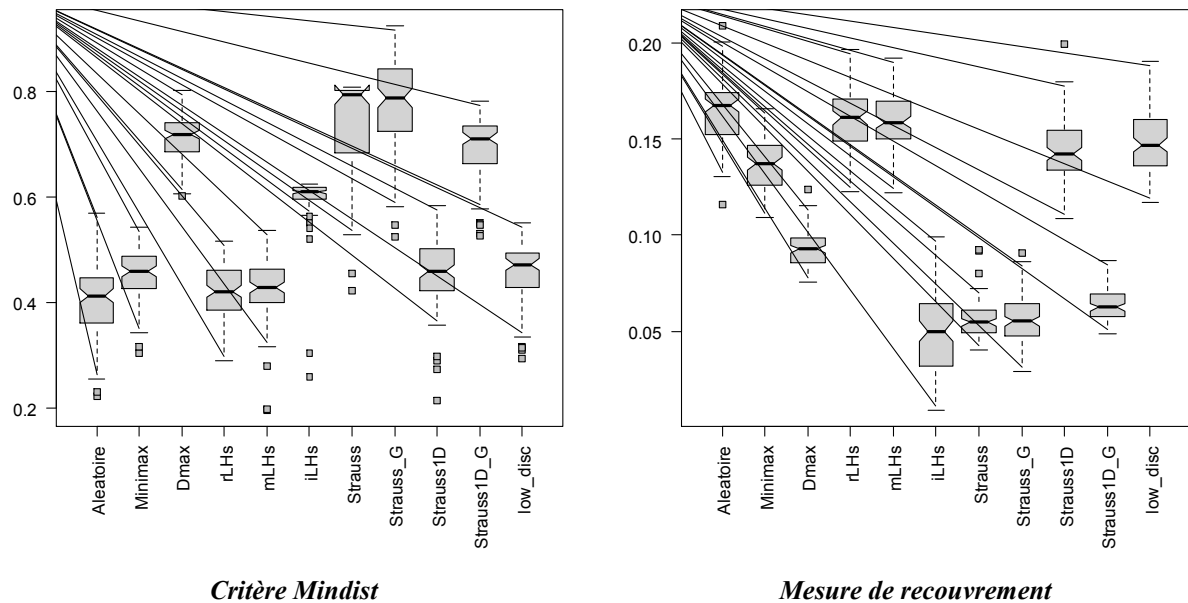 0.8
0.6
0.4
0.2
Aleatoire
Minimax
Dmax
rLHs
mLHs
iLHs
Strauss
Strauss_G
Strauss1D
Strauss1D_G
low_disc
Critère Mindist
0.20
0.15
0.10
0.05
Aleatoire
Minimax
Dmax
rLHs
mLHs
iLHs
Strauss
Strauss_G
Strauss1D
Strauss1D_G
low_disc
Mesure de recouvrement